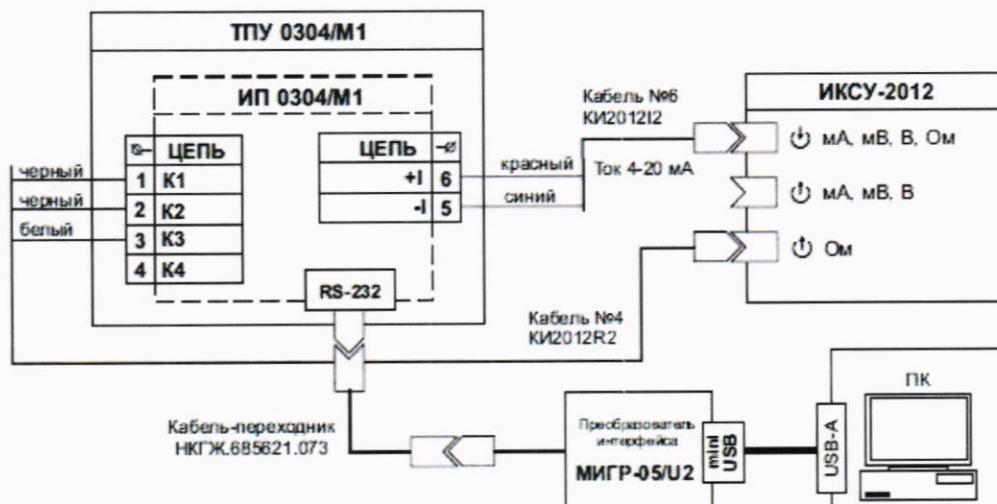 ТПУ 0304/М1
ИП 0304/М1
ЦЕПЬ
1 К1
2 К2
3 К3
4 К4
ЦЕПЬ
+I 6
-I 5
черный
черный
белый
красный
синий
RS-232
Кабель №6
КИ2012I2
Ток 4-20 мА
ИКСУ-2012
мА, мВ, В, Ом
мА, мВ, В
Ом
Кабель №4
КИ2012R2
Кабель-переходник
НКГЖ.685621.073
Преобразователь
интерфейса
МИГР-05/U2
mini
USB
USB-A
ПК